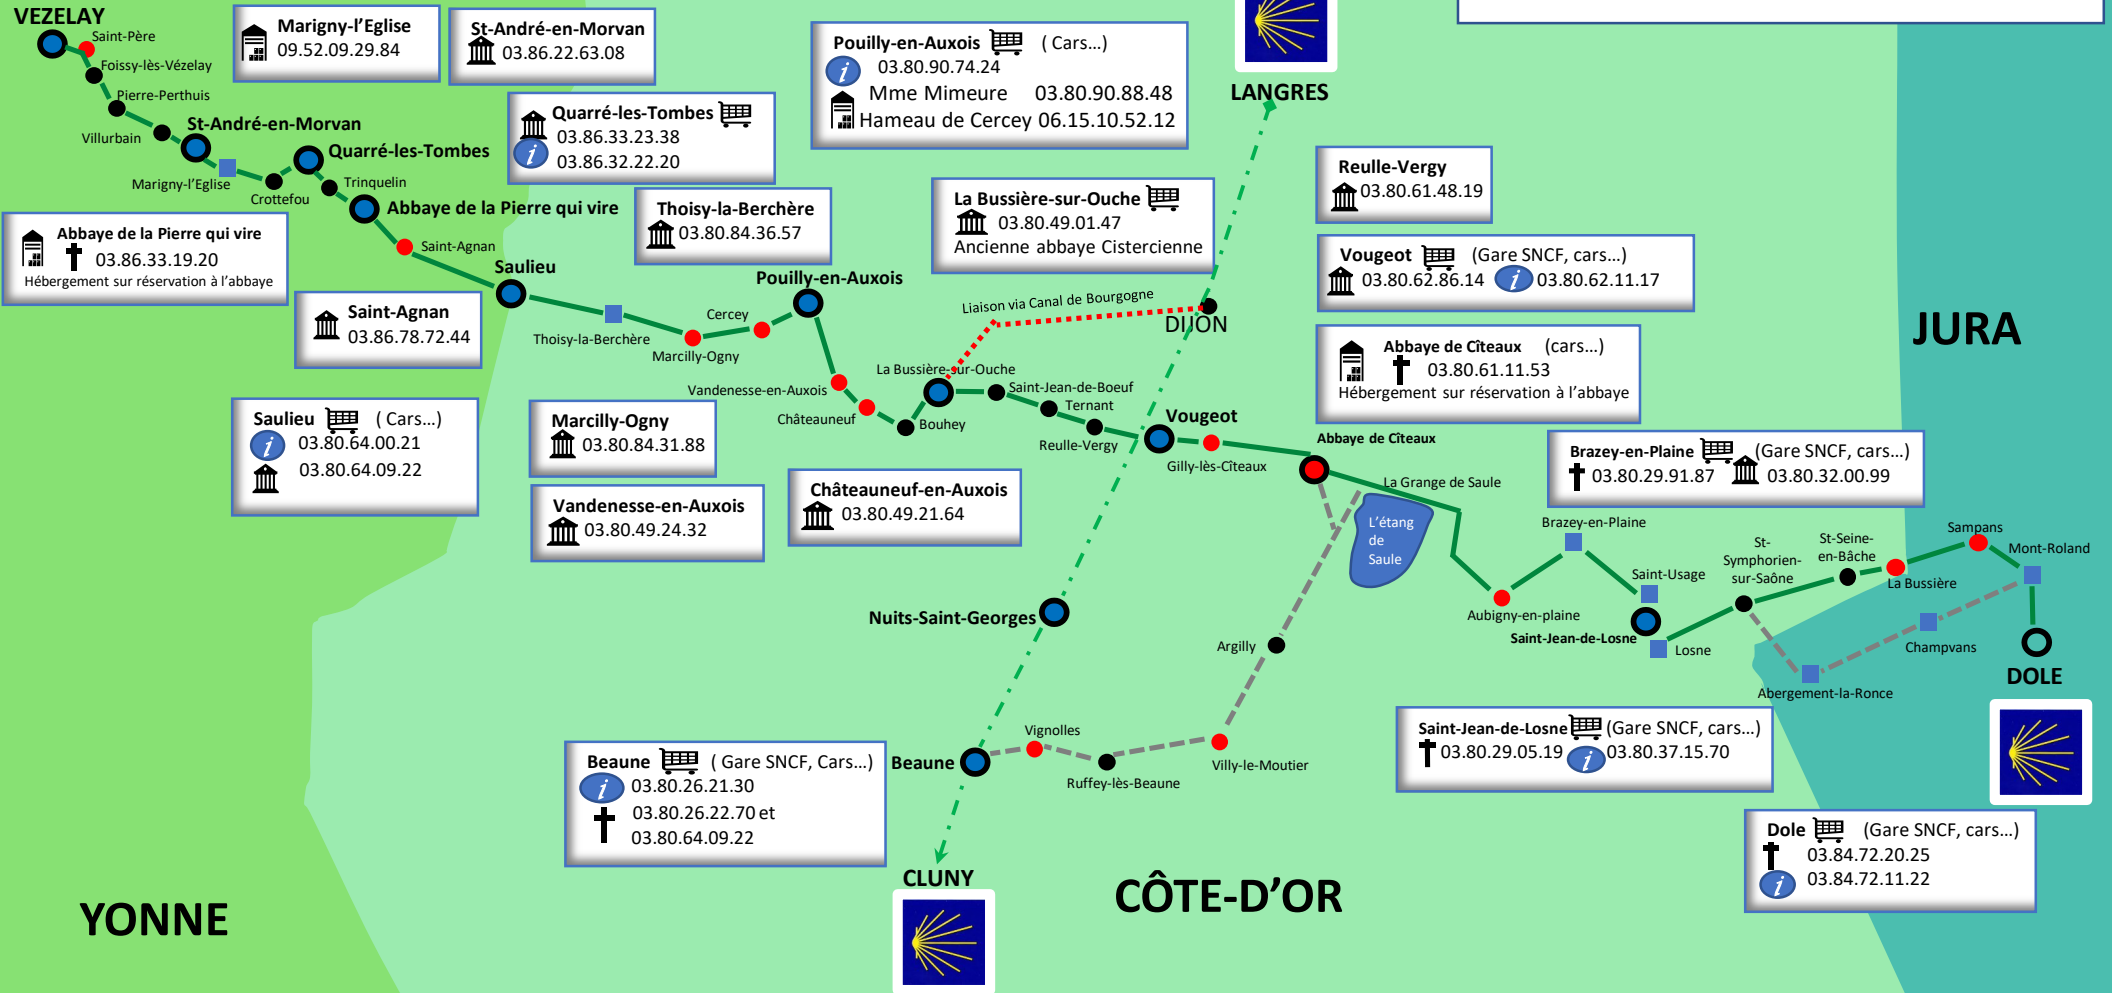 VEZELAY
Saint-Père
Foissy-lès-Vézelay
Pierre-Perthuis
Villurbain
St-André-en-Morvan
Marigny-l'Eglise
Crottefou
Quarré-les-Tombes
Trinquelin
Abbaye de la Pierre qui vire
Saint-Agnan
Saulieu
Thoisy-la-Berchère
Marcilly-Ogny
Cercey
Pouilly-en-Auxois
Vandenesse-en-Auxois
Châteauneuf
Bouhey
La Bussière-sur-Ouche
Saint-Jean-de-Boeuf
Ternant
Reulle-Vergy
Liaison via Canal de Bourgogne
DIJON
LANGRES
Vougeot
Gilly-lès-Cîteaux
Abbaye de Cîteaux
La Grange de Saule
L'étang
de
Saule
Aubigny-en-plaine
Brazey-en-Plaine
Saint-Usage
Saint-Jean-de-Losne
Losne
St-
Symphorien-
sur-Saône
St-Seine-
en-Bâche
La Bussière
Sampans
Mont-Roland
Champvans
Abergement-la-Ronce
DOLE
Nuits-Saint-Georges
Argilly
Villy-le-Moutier
Ruffey-lès-Beaune
Vignolles
Beaune
CLUNY
YONNE
CÔTE-D'OR
JURA
Marigny-l'Eglise
09.52.09.29.84
St-André-en-Morvan
03.86.22.63.08
Quarré-les-Tombes
03.86.33.23.38
i 03.86.32.22.20
Abbaye de la Pierre qui vire
03.86.33.19.20
Hébergement sur réservation à l'abbaye
Saint-Agnan
03.86.78.72.44
Saulieu ( Cars...)
i 03.80.64.00.21
03.80.64.09.22
Thoisy-la-Berchère
03.80.84.36.57
Pouilly-en-Auxois ( Cars...)
i 03.80.90.74.24
Mme Mimeure 03.80.90.88.48
Hameau de Cercey 06.15.10.52.12
La Bussière-sur-Ouche
03.80.49.01.47
Ancienne abbaye Cistercienne
Marcilly-Ogny
03.80.84.31.88
Vandenesse-en-Auxois
03.80.49.24.32
Châteauneuf-en-Auxois
03.80.49.21.64
Reulle-Vergy
03.80.61.48.19
Vougeot (Gare SNCF, cars...)
03.80.62.86.14 i 03.80.62.11.17
Abbaye de Cîteaux (cars...)
03.80.61.11.53
Hébergement sur réservation à l'abbaye
Brazey-en-Plaine (Gare SNCF, cars...)
03.80.29.91.87 03.80.32.00.99
Saint-Jean-de-Losne (Gare SNCF, cars...)
03.80.29.05.19 i 03.80.37.15.70
Beaune ( Gare SNCF, Cars...)
i 03.80.26.21.30
03.80.26.22.70 et
03.80.64.09.22
Dole (Gare SNCF, cars...)
03.84.72.20.25
i 03.84.72.11.22